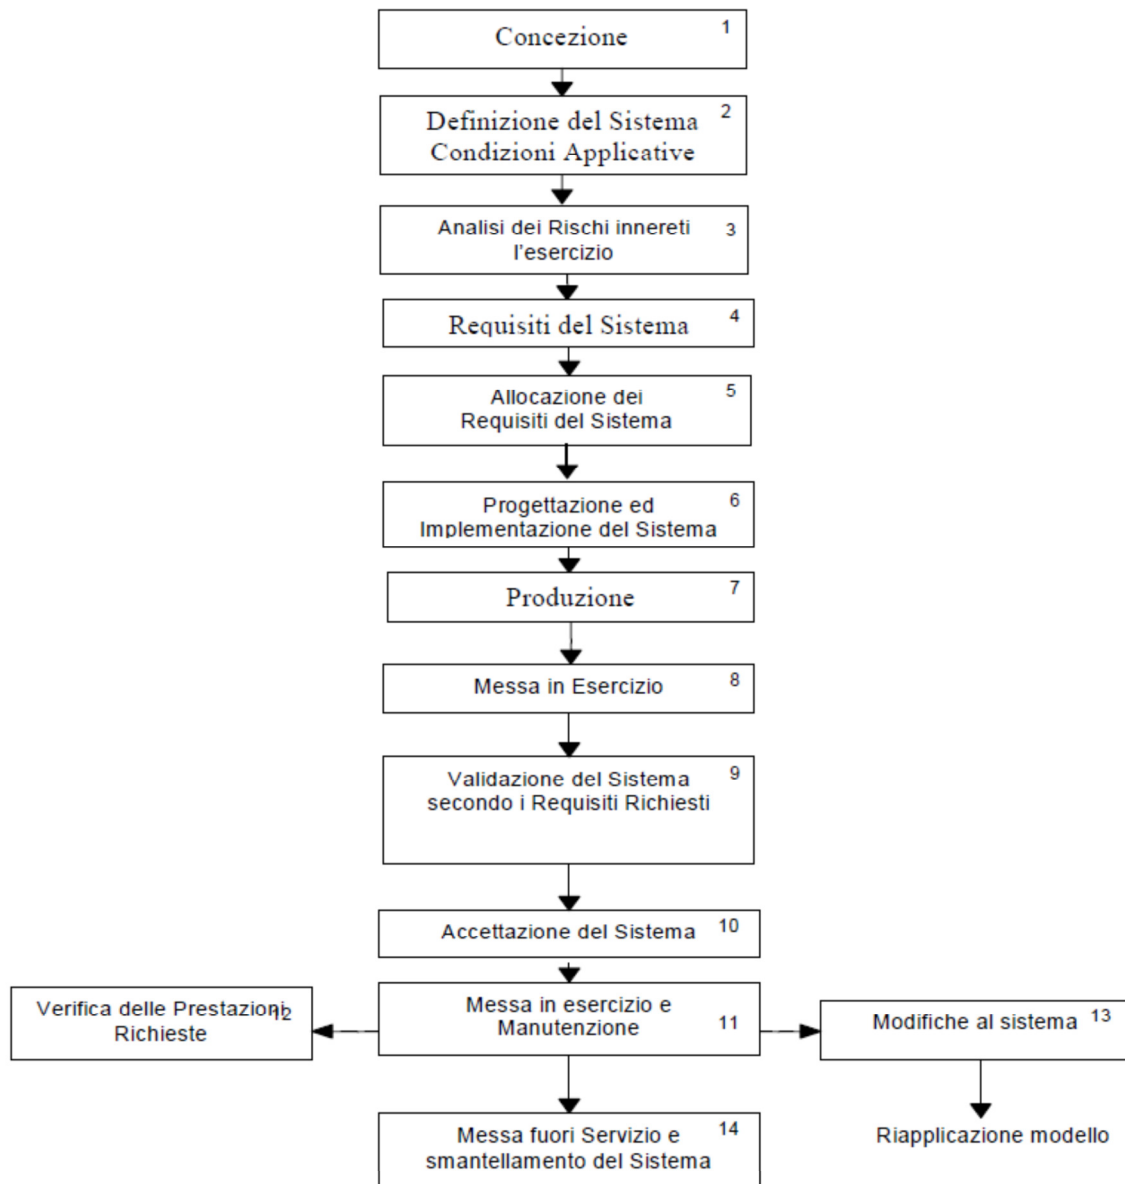 Concezione 1
Definizione del Sistema 2
Condizioni Applicative
Analisi dei Rischi innereti 3
l'esercizio
Requisiti del Sistema 4
Allocazione dei 5
Requisiti del Sistema
Progettazione ed 6
Implementazione del Sistema
Produzione 7
Messa in Esercizio 8
Validazione del Sistema 9
secondo i Requisiti Richiesti
Accettazione del Sistema 10
Verifica delle Prestazioni 12
Richieste
Messa in esercizio e
Manutenzione 11
Modifiche al sistema 13
Messa fuori Servizio e 14
smantellamento del Sistema
Riapplicazione modello